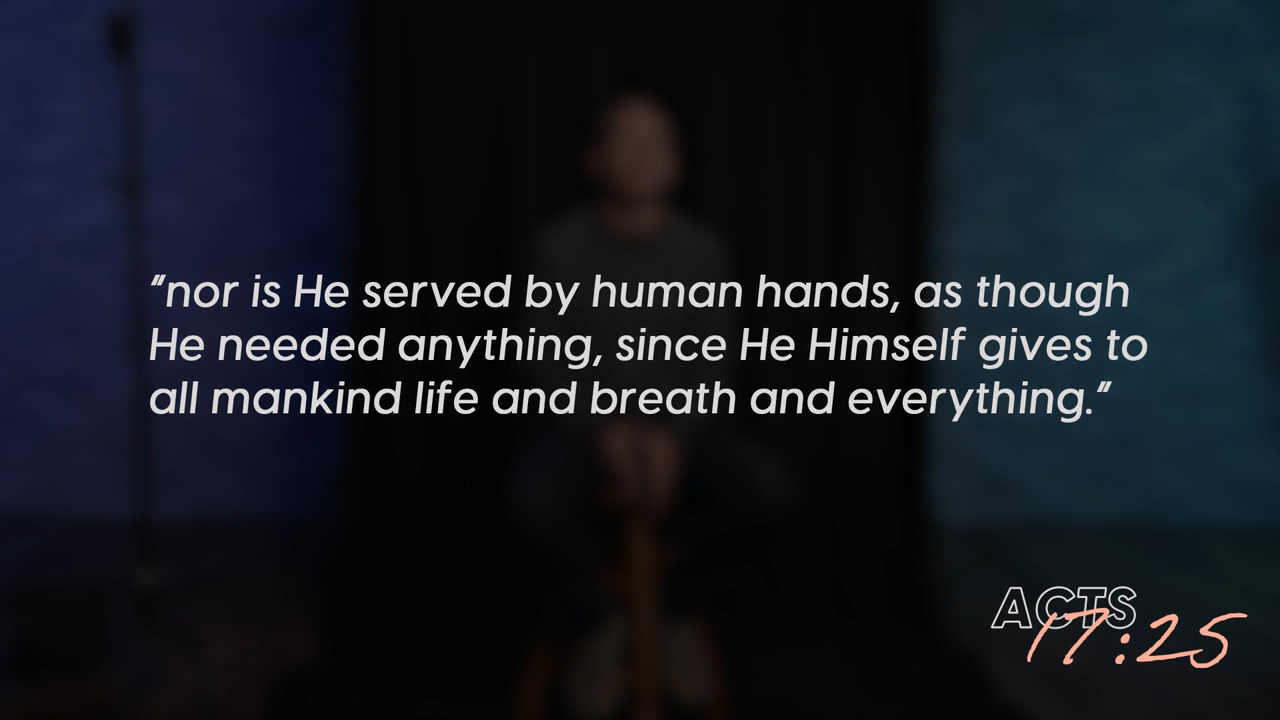 “nor is He served by human hands, as though
He needed anything, since He Himself gives to
all mankind life and breath and everything.”
ACTS
17:25